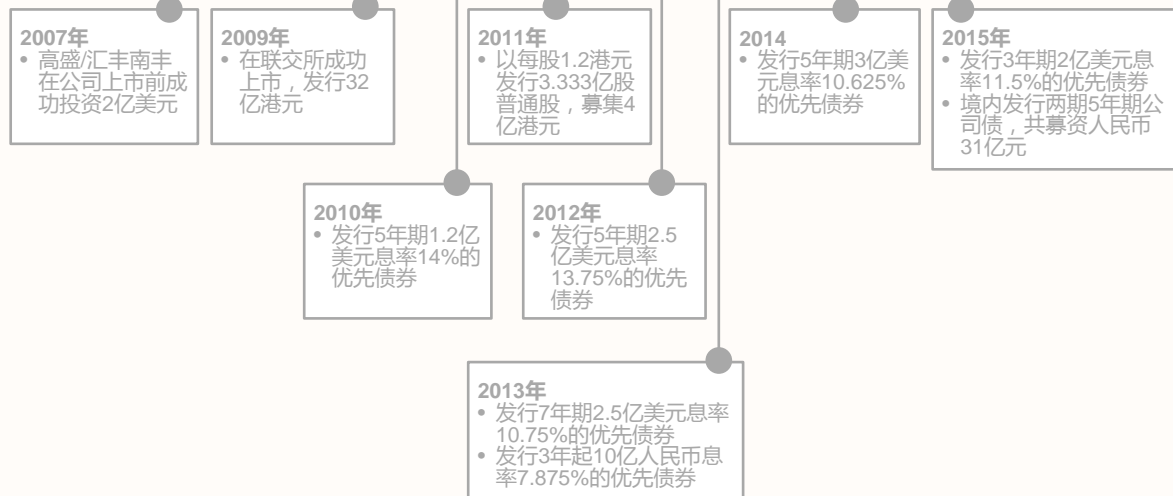 2007年
• 高盛/汇丰南丰
在公司上市前成
功投资2亿美元
2009年
• 在联交所成功
上市，发行32
亿港元
2011年
• 以每股1.2港元
发行3.333亿股
普通股，募集4
亿港元
2014
• 发行5年期3亿美
元息率10.625%
的优先债券
2015年
• 发行3年期2亿美元息
率11.5%的优先债券
• 境内发行两期5年期公
司债，共募资人民币
31亿元
2010年
• 发行5年期1.2亿
美元息率14%的
优先债券
2012年
• 发行5年期2.5
亿美元息率
13.75%的优先
债券
2013年
• 发行7年期2.5亿美元息率
10.75%的优先债券
• 发行3年起10亿人民币息
率7.875%的优先债券